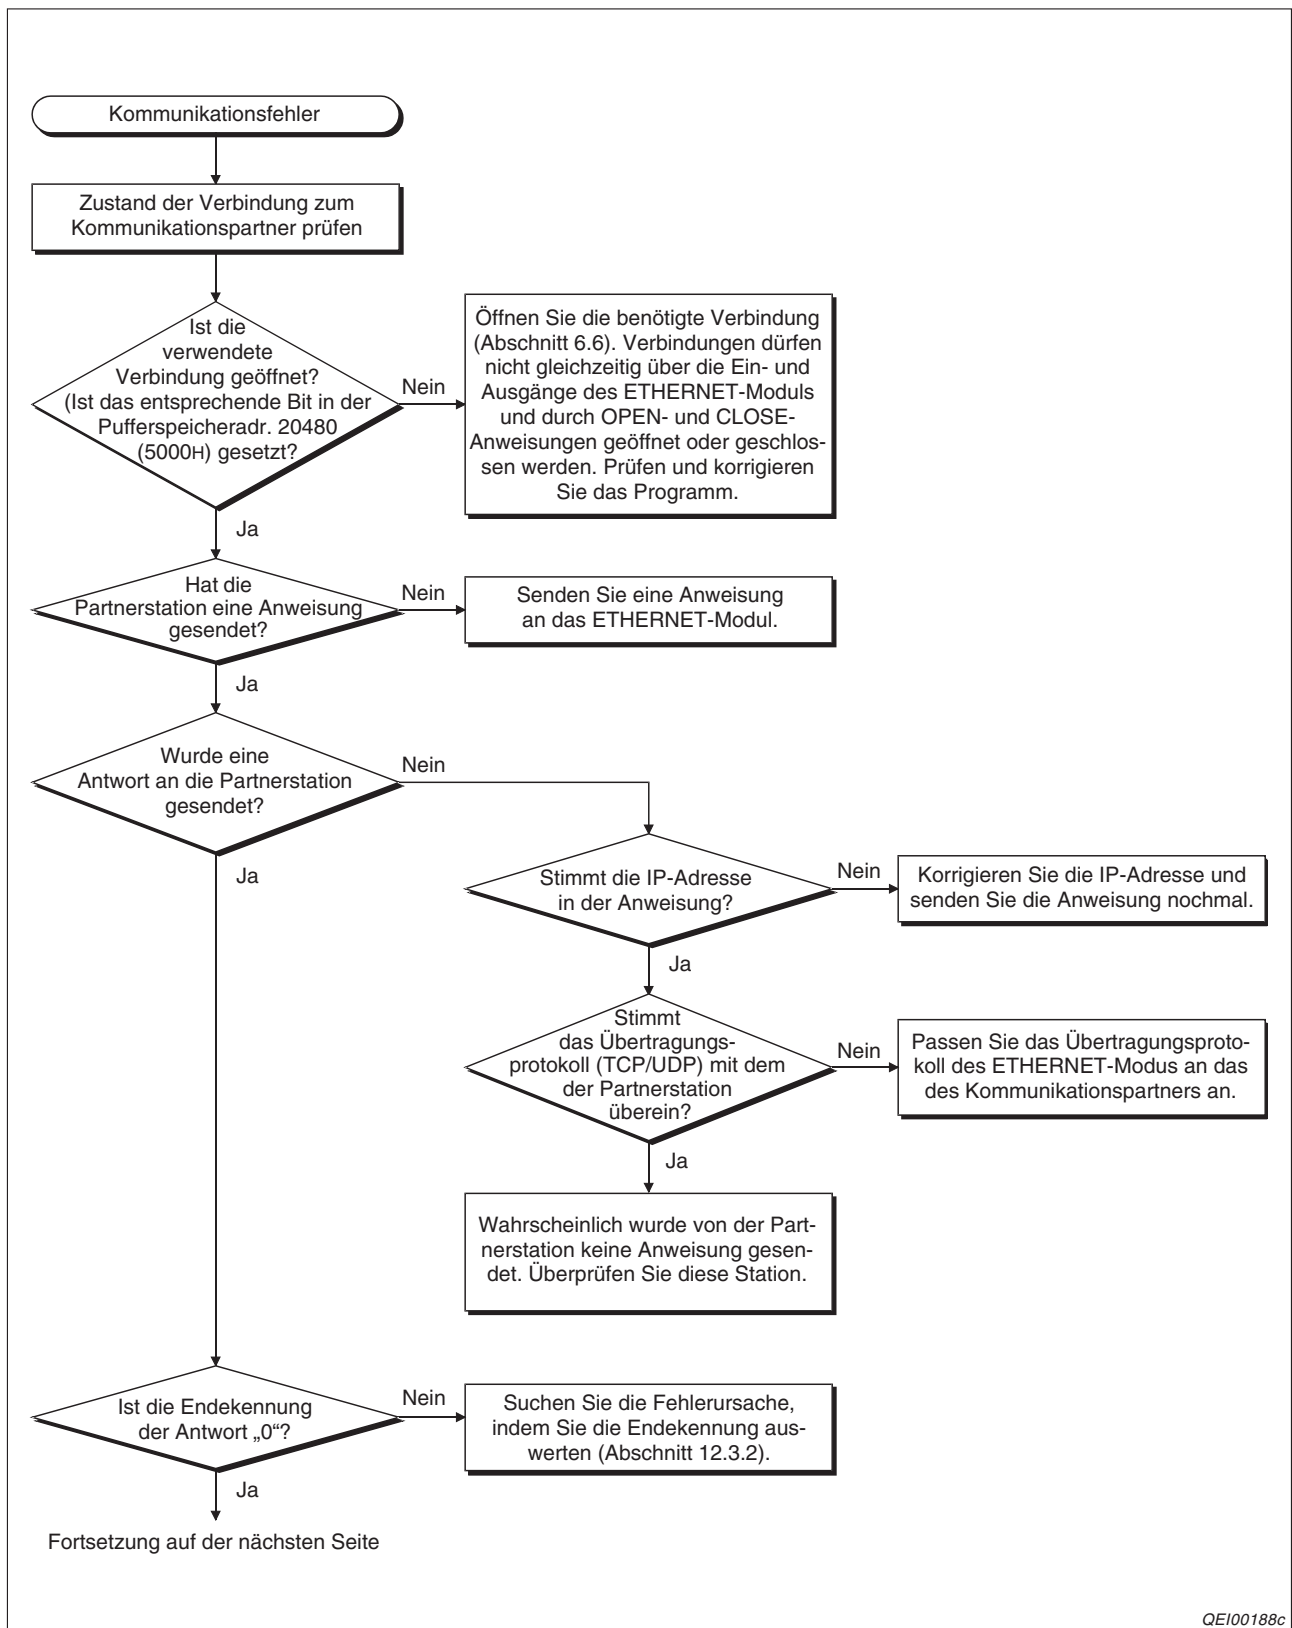 Kommunikationsfehler
Zustand der Verbindung zum
Kommunikationspartner prüfen
Ist die
verwendete
Verbindung geöffnet?
(Ist das entsprechende Bit in der
Pufferspeicheradr. 20480
(5000H) gesetzt?
Nein
Öffnen Sie die benötigte Verbindung
(Abschnitt 6.6). Verbindungen dürfen
nicht gleichzeitig über die Ein- und
Ausgänge des ETHERNET-Moduls
und durch OPEN- und CLOSE-
Anweisungen geöffnet oder geschlos-
sen werden. Prüfen und korrigieren
Sie das Programm.
Ja
Hat die
Partnerstation eine Anweisung
gesendet?
Nein
Senden Sie eine Anweisung
an das ETHERNET-Modul.
Ja
Wurde eine
Antwort an die Partnerstation
gesendet?
Nein
Ja
Stimmt die IP-Adresse
in der Anweisung?
Nein
Korrigieren Sie die IP-Adresse und
senden Sie die Anweisung nochmal.
Ja
Stimmt
das Übertragungs-
protokoll (TCP/UDP) mit dem
der Partnerstation
überein?
Nein
Passen Sie das Übertragungsproto-
koll des ETHERNET-Modus an das
des Kommunikationspartners an.
Ja
Wahrscheinlich wurde von der Part-
nerstation keine Anweisung gesen-
det. Überprüfen Sie diese Station.
Ist die Endekennung
der Antwort „0“?
Nein
Suchen Sie die Fehlerursache,
indem Sie die Endekennung aus-
werten (Abschnitt 12.3.2).
Ja
Fortsetzung auf der nächsten Seite
QEI00188c